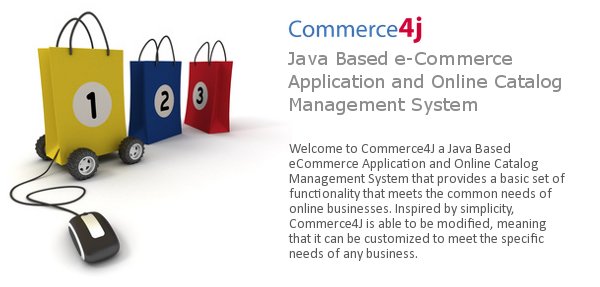 Commerce4j
Java Based e-Commerce
Application and Online Catalog
Management System
1
2
3
Welcome to Commerce4J a Java Based
eCommerce Application and Online Catalog
Management System that provides a basic set of
functionality that meets the common needs of
online businesses. Inspired by simplicity,
Commerce4J is able to be modified, meaning
that it can be customized to meet the specific
needs of any business.